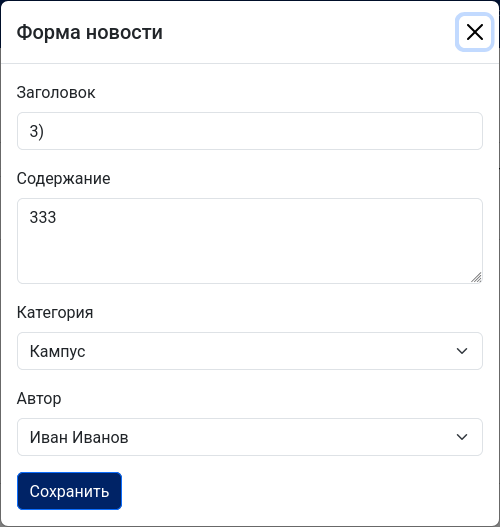 Форма новости
Заголовок
3)
Содержание
333
Категория
Кампус
Автор
Иван Иванов
Сохранить